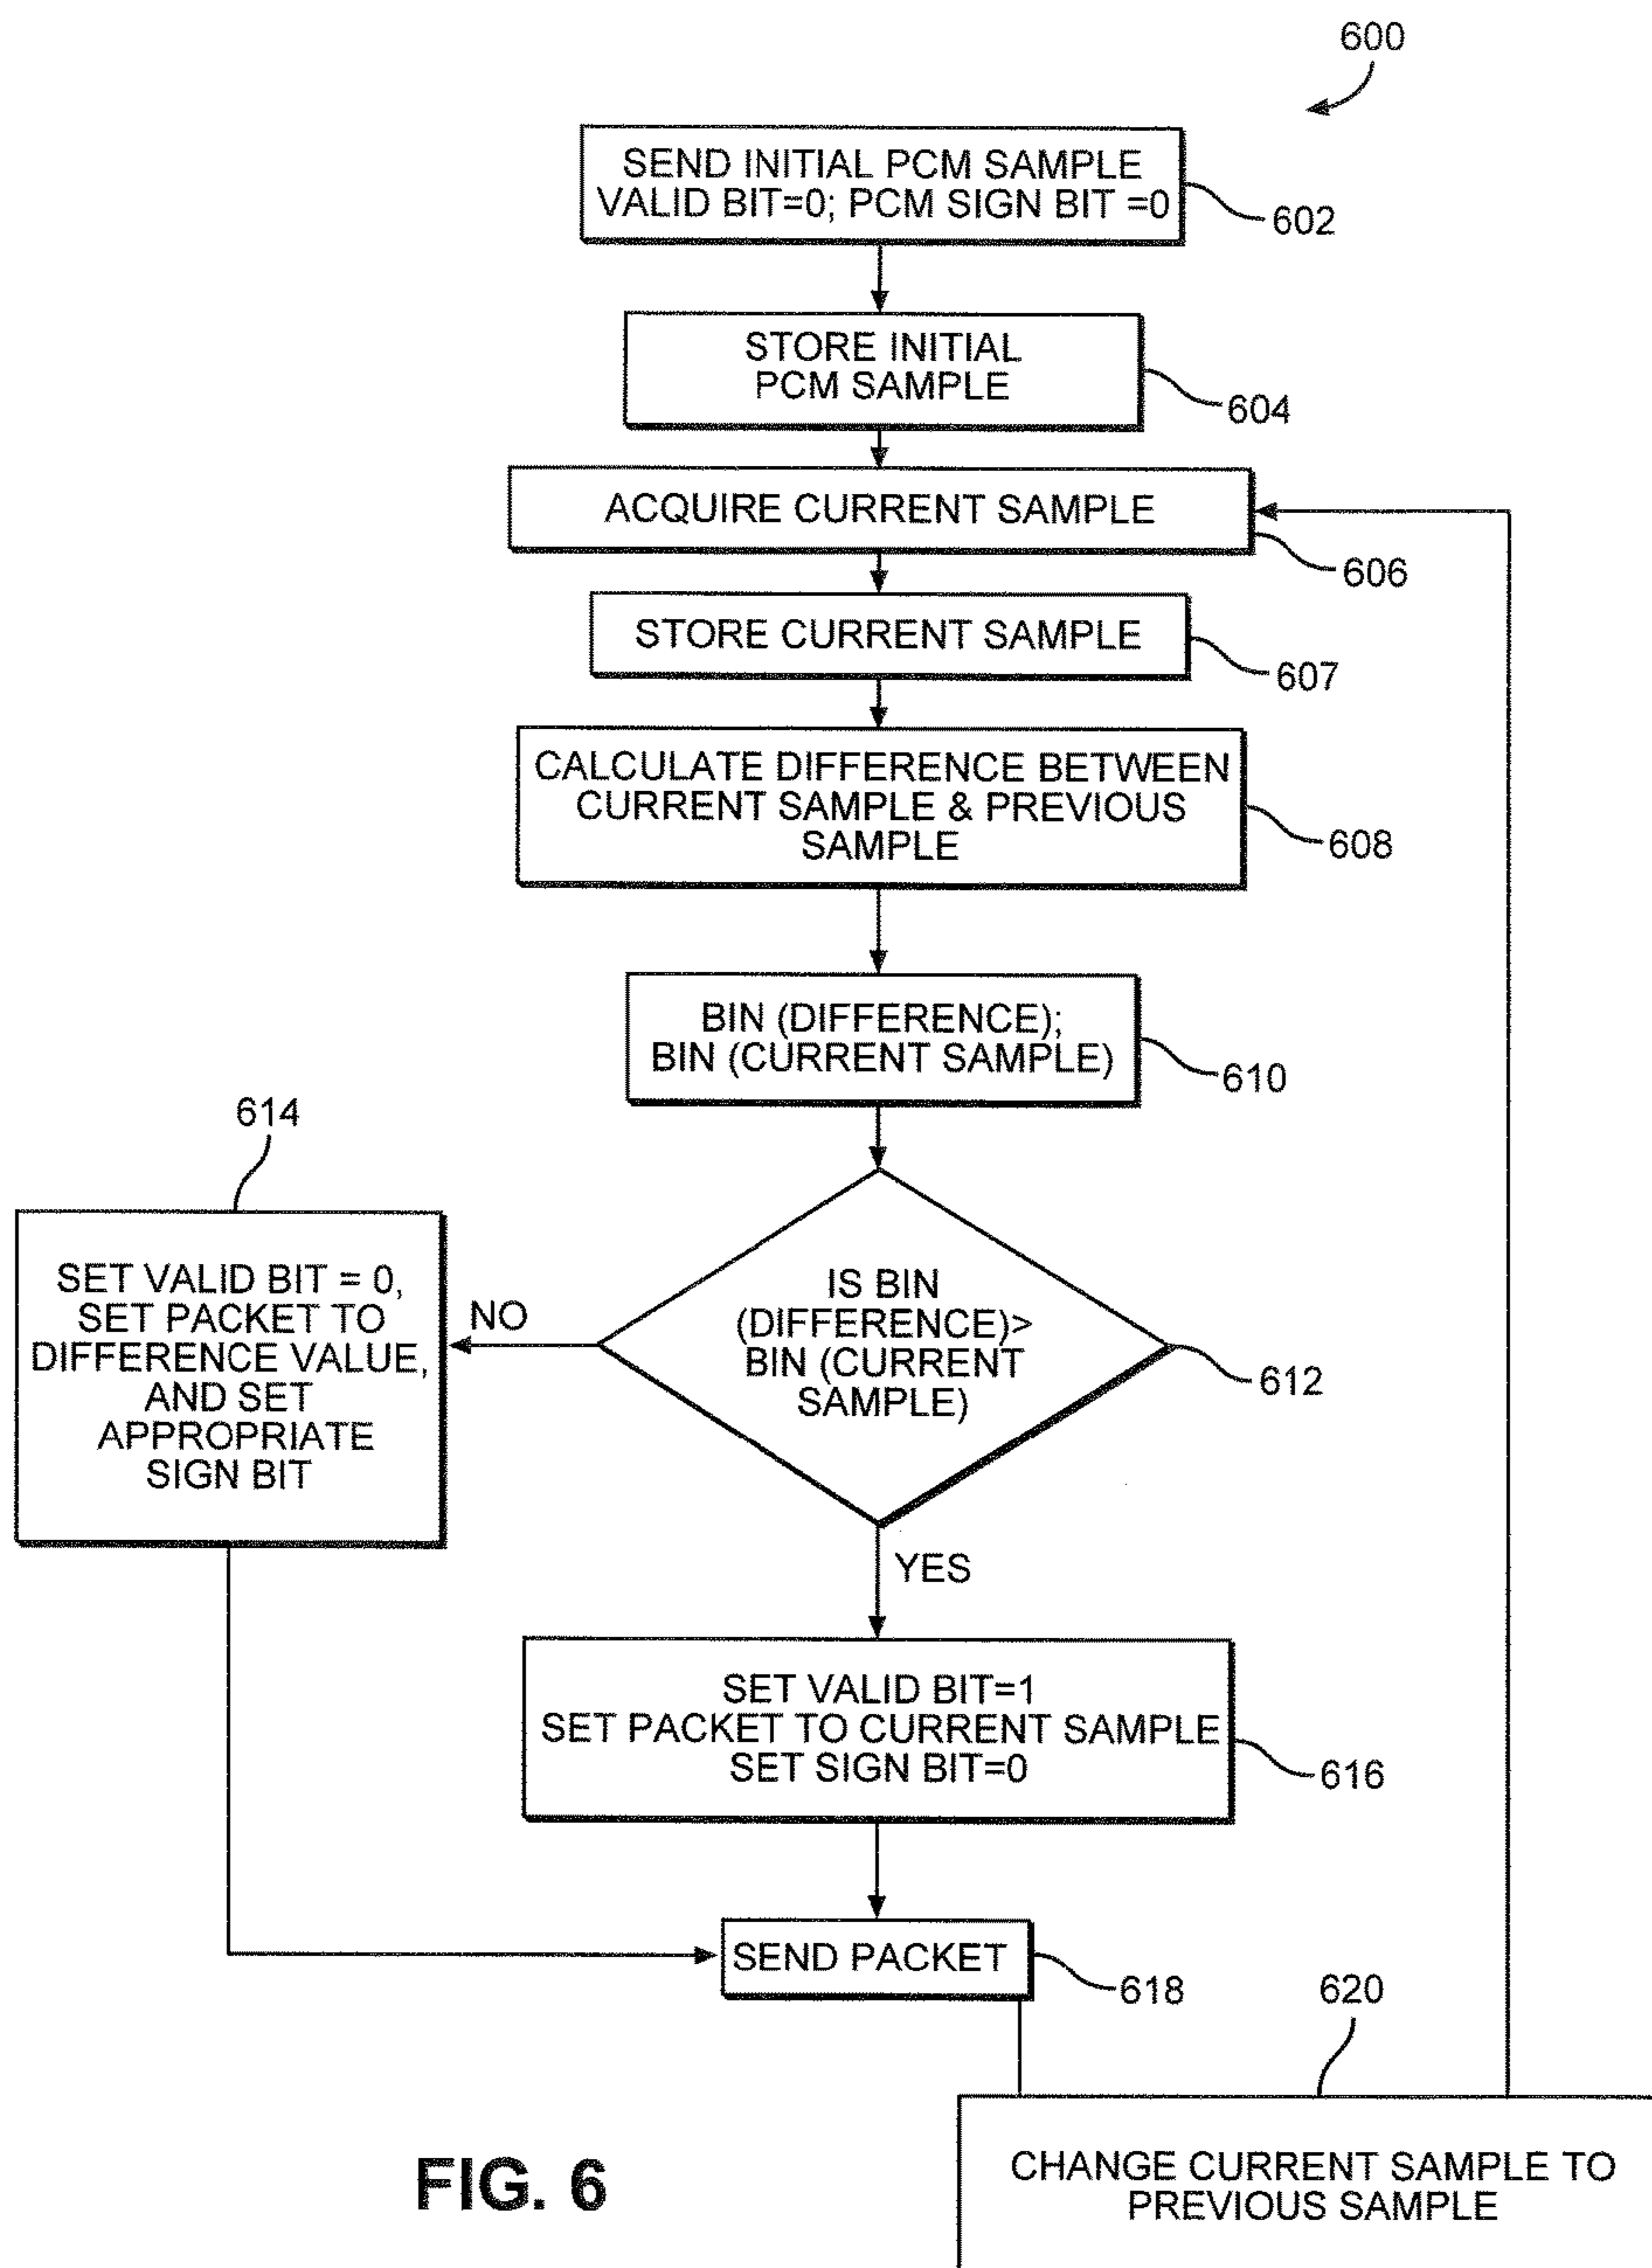 600
SEND INITIAL PCM SAMPLE
VALID BIT=0; PCM SIGN BIT =0
602
STORE INITIAL
PCM SAMPLE
604
ACQUIRE CURRENT SAMPLE
606
STORE CURRENT SAMPLE
607
CALCULATE DIFFERENCE BETWEEN
CURRENT SAMPLE & PREVIOUS
SAMPLE
608
BIN (DIFFERENCE);
BIN (CURRENT SAMPLE)
610
614
SET VALID BIT = 0,
SET PACKET TO
DIFFERENCE VALUE,
AND SET
APPROPRIATE
SIGN BIT
NO
IS BIN
(DIFFERENCE)>
BIN (CURRENT
SAMPLE)
612
YES
SET VALID BIT=1
SET PACKET TO CURRENT SAMPLE
SET SIGN BIT=0
616
SEND PACKET
618
620
CHANGE CURRENT SAMPLE TO
PREVIOUS SAMPLE
FIG. 6